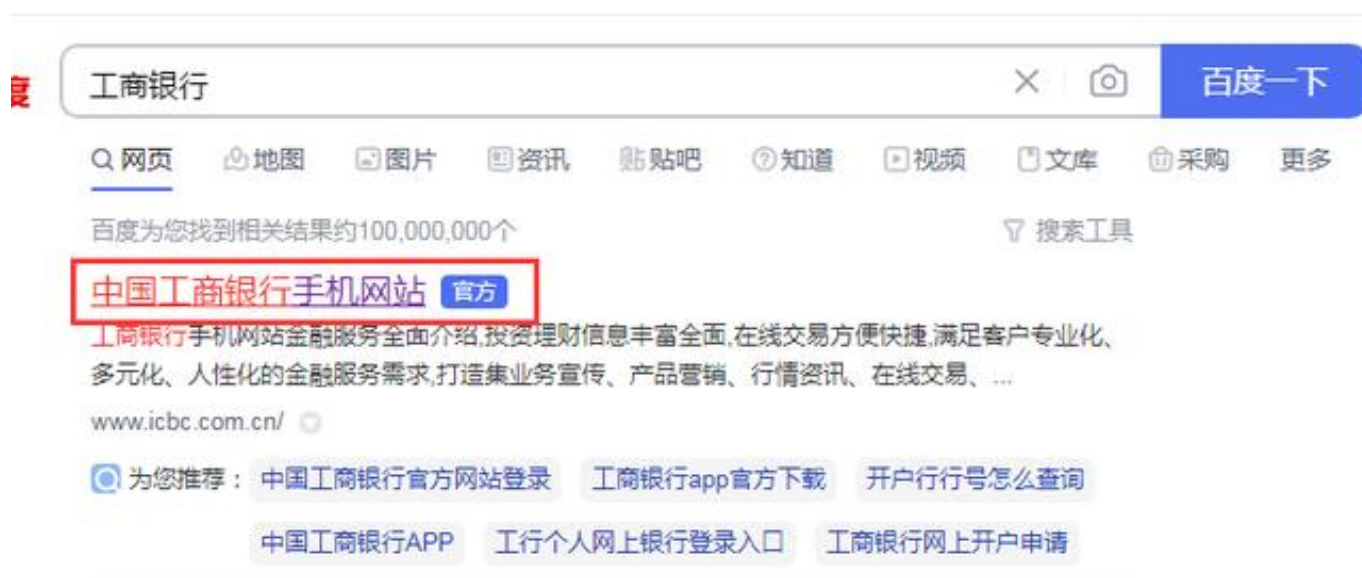 度 工商银行 百度一下
网页 地图 图片 资讯 贴吧 知道 视频 文库 采购 更多
百度为您找到相关结果约100,000,000个 搜索工具
中国工商银行手机网站 官方
工商银行手机网站金融服务全面介绍,投资理财信息丰富全面,在线交易方便快捷,满足客户专业化、
多元化、人性化的金融服务需求,打造集业务宣传、产品营销、行情资讯、在线交易、...
www.icbc.com.cn/
为您推荐： 中国工商银行官方网站登录 工商银行app官方下载 开户行行号怎么查询
中国工商银行APP 工行个人网上银行登录入口 工商银行网上开户申请